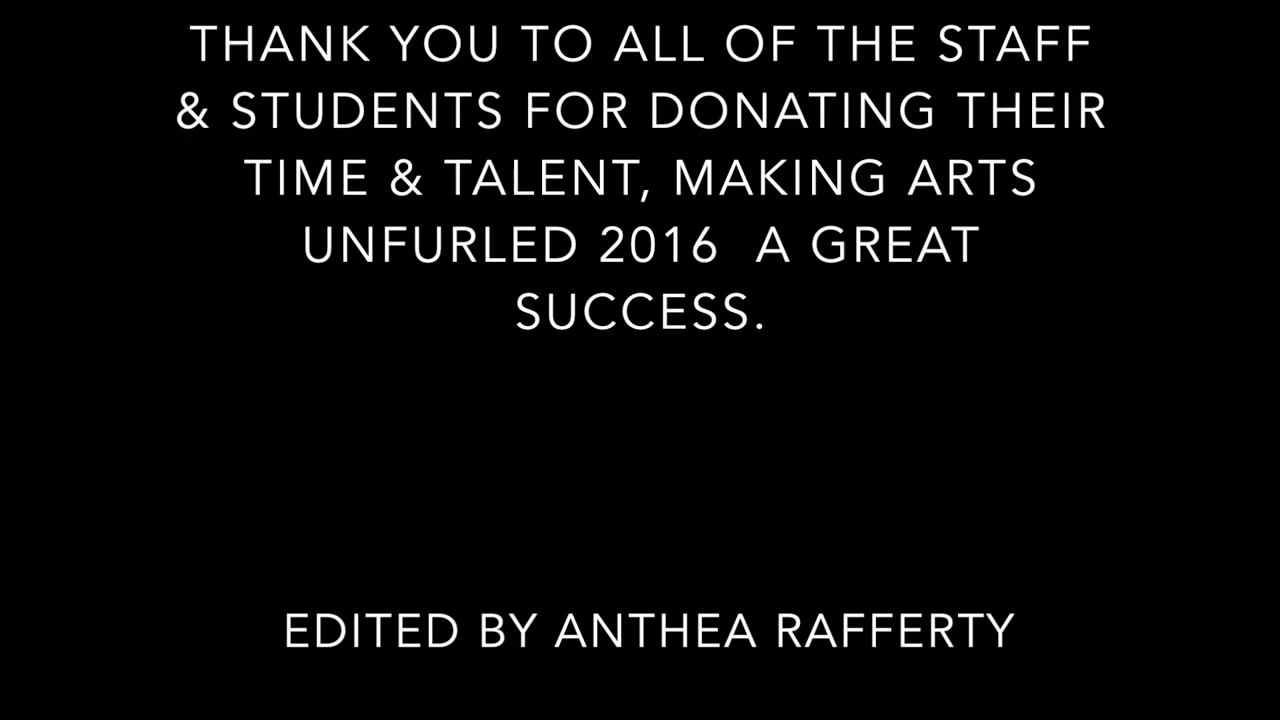 THANK YOU TO ALL OF THE STAFF
& STUDENTS FOR DONATING THEIR
TIME & TALENT, MAKING ARTS
UNFURLED 2016  A GREAT
SUCCESS.
EDITED BY ANTHEA RAFFERTY